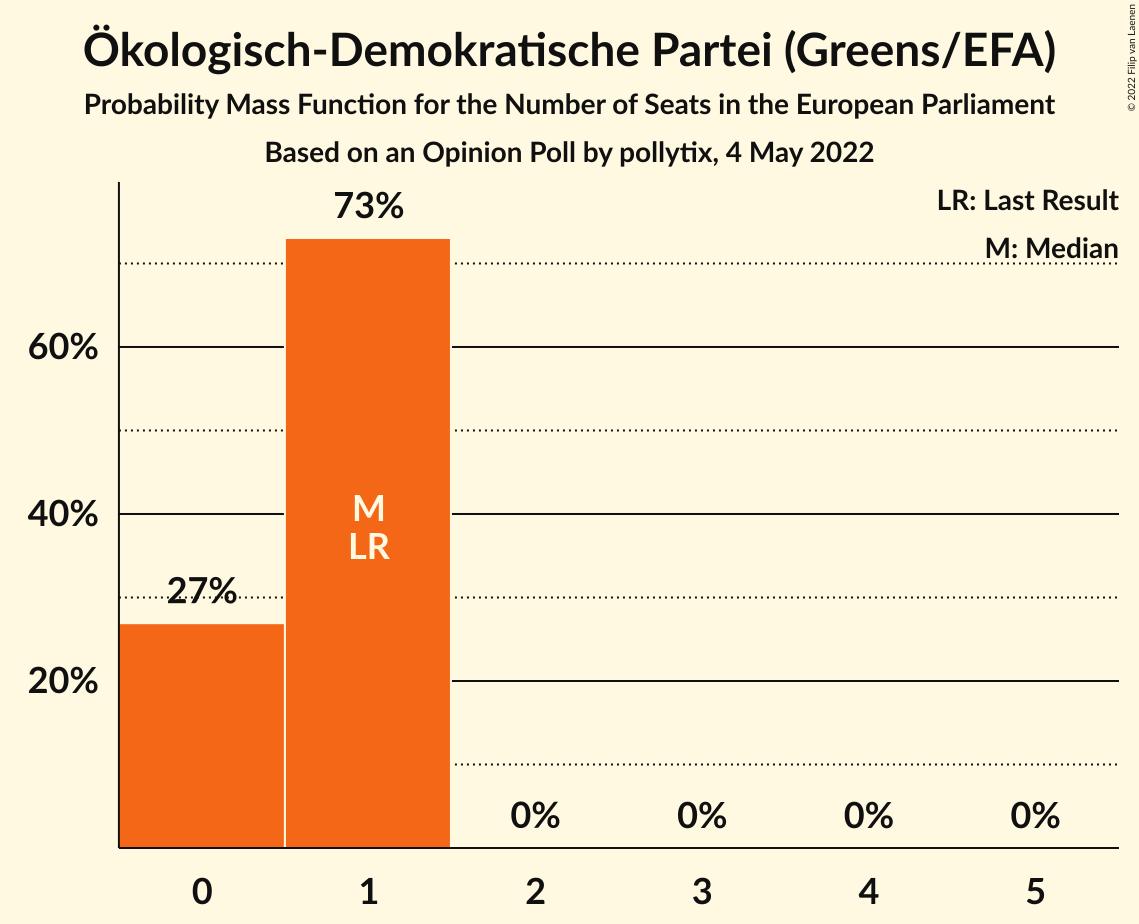 Ökologisch-Demokratische Partei (Greens/EFA)
Probability Mass Function for the Number of Seats in the European Parliament
Based on an Opinion Poll by pollytix, 4 May 2022
© 2022 Filip van Laenen
LR: Last Result
M: Median
73%
60%
40%
20%
M
LR
27%
0% 0% 0% 0%
0 1 2 3 4 5